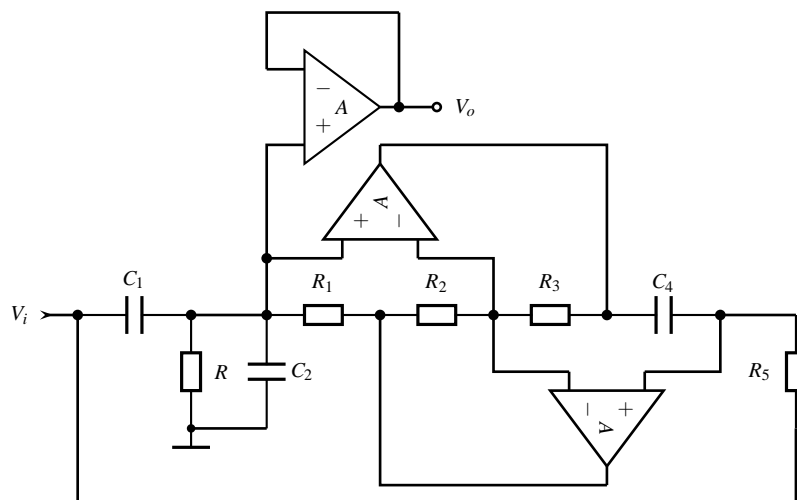 −
A
+
V_o
A
+ −
C_1
R_1
R_2
R_3
C_4
V_i
R
C_2
R_5
− +
A